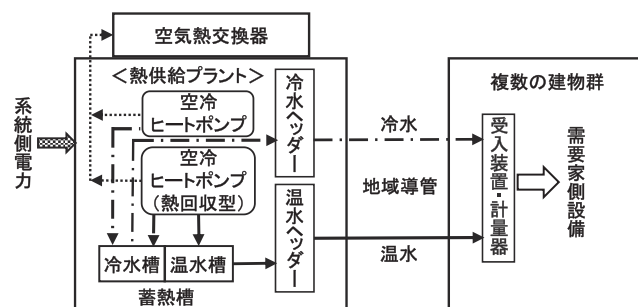 空気熱交換器
＜熱供給プラント＞
系統側電力
空冷
ヒートポンプ
空冷
ヒートポンプ
(熱回収型)
冷水ヘッダー
温水ヘッダー
冷水槽
温水槽
蓄熱槽
冷水
地域導管
温水
複数の建物群
受入装置・計量器
需要家側設備